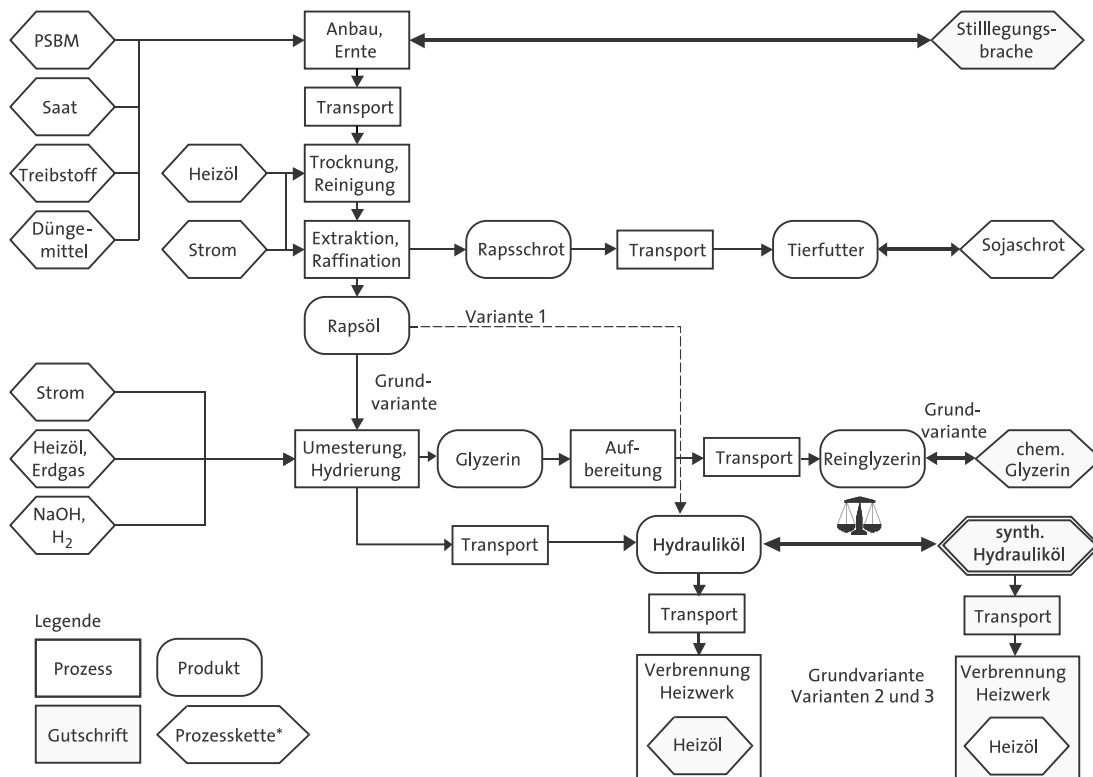 PSBM
Anbau,
Ernte
Stilllegungs-
brache
Saat
Transport
Treibstoff
Heizöl
Trocknung,
Reinigung
Dünge-
mittel
Strom
Extraktion,
Raffination
Rapsschrot
Transport
Tierfutter
Sojaschrot
Rapsöl
Variante 1
Strom
Grund-
variante
Grund-
variante
Heizöl,
Erdgas
Umesterung,
Hydrierung
Glyzerin
Auf-
bereitung
Transport
Reinglyzerin
chem.
Glyzerin
NaOH,
H2
Transport
Hydrauliköl
synth.
Hydrauliköl
Transport
Transport
Legende
Prozess
Produkt
Verbrennung
Heizwerk
Grundvariante
Varianten 2 und 3
Verbrennung
Heizwerk
Gutschrift
Prozesskette*
Heizöl
Heizöl